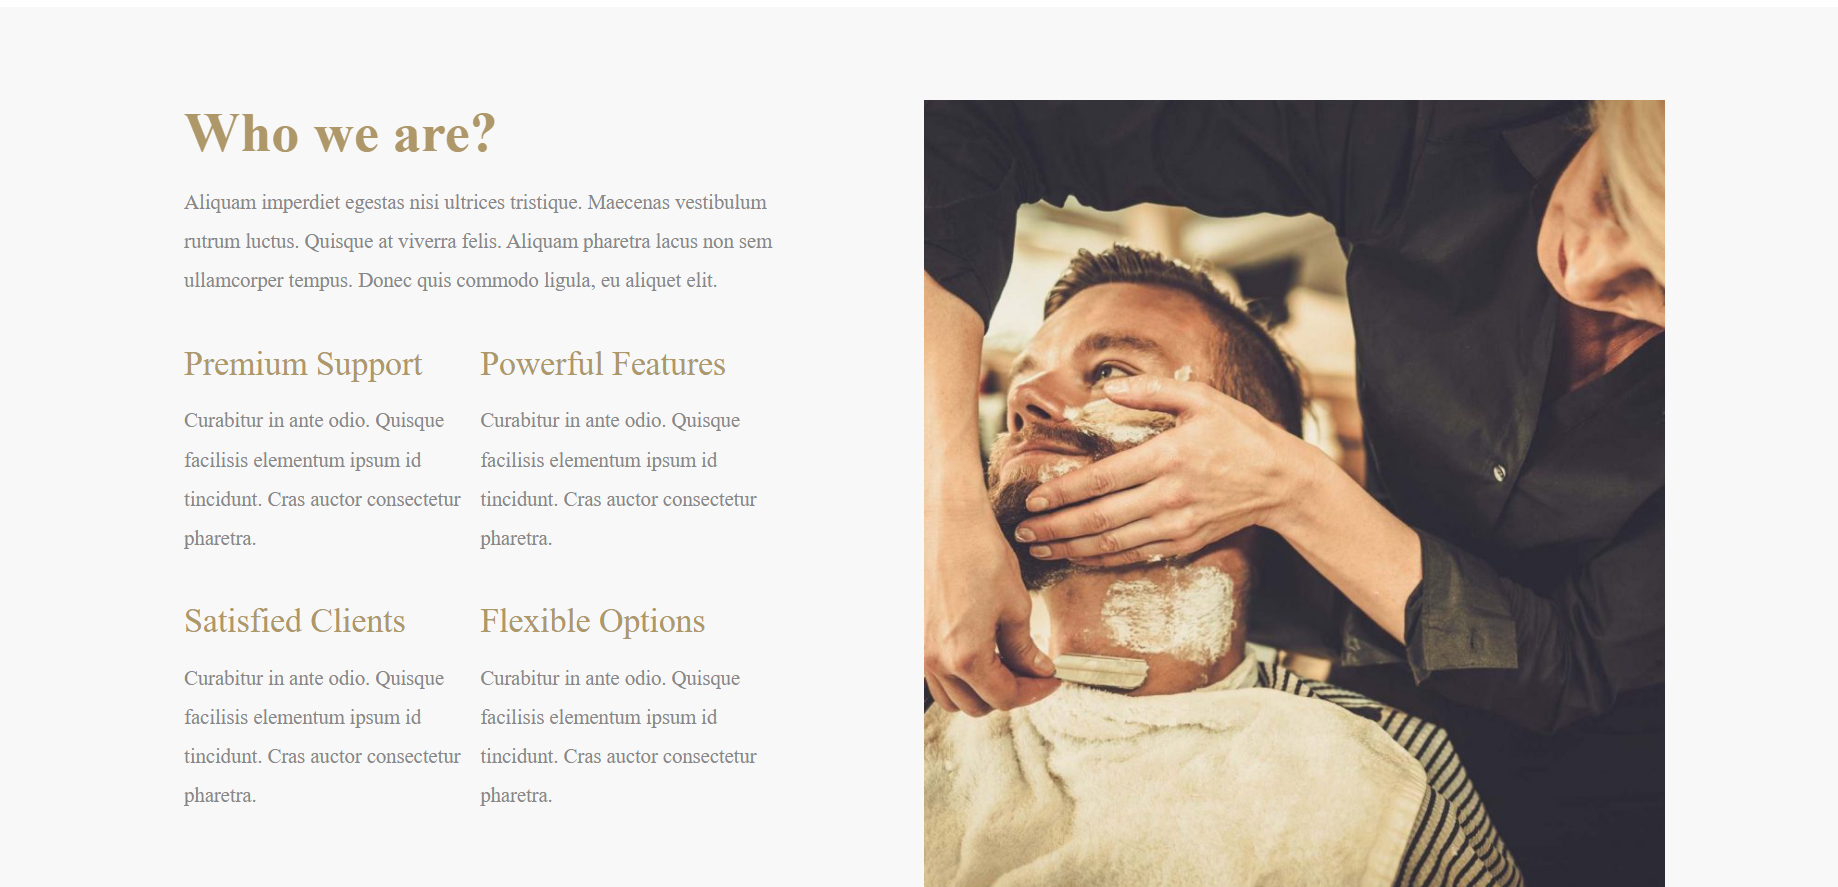 Who we are?
Aliquam imperdiet egestas nisi ultrices tristique. Maecenas vestibulum
rutrum luctus. Quisque at viverra felis. Aliquam pharetra lacus non sem
ullamcorper tempus. Donec quis commodo ligula, eu aliquet elit.
Premium Support
Curabitur in ante odio. Quisque
facilisis elementum ipsum id
tincidunt. Cras auctor consectetur
pharetra.
Powerful Features
Curabitur in ante odio. Quisque
facilisis elementum ipsum id
tincidunt. Cras auctor consectetur
pharetra.
Satisfied Clients
Curabitur in ante odio. Quisque
facilisis elementum ipsum id
tincidunt. Cras auctor consectetur
pharetra.
Flexible Options
Curabitur in ante odio. Quisque
facilisis elementum ipsum id
tincidunt. Cras auctor consectetur
pharetra.